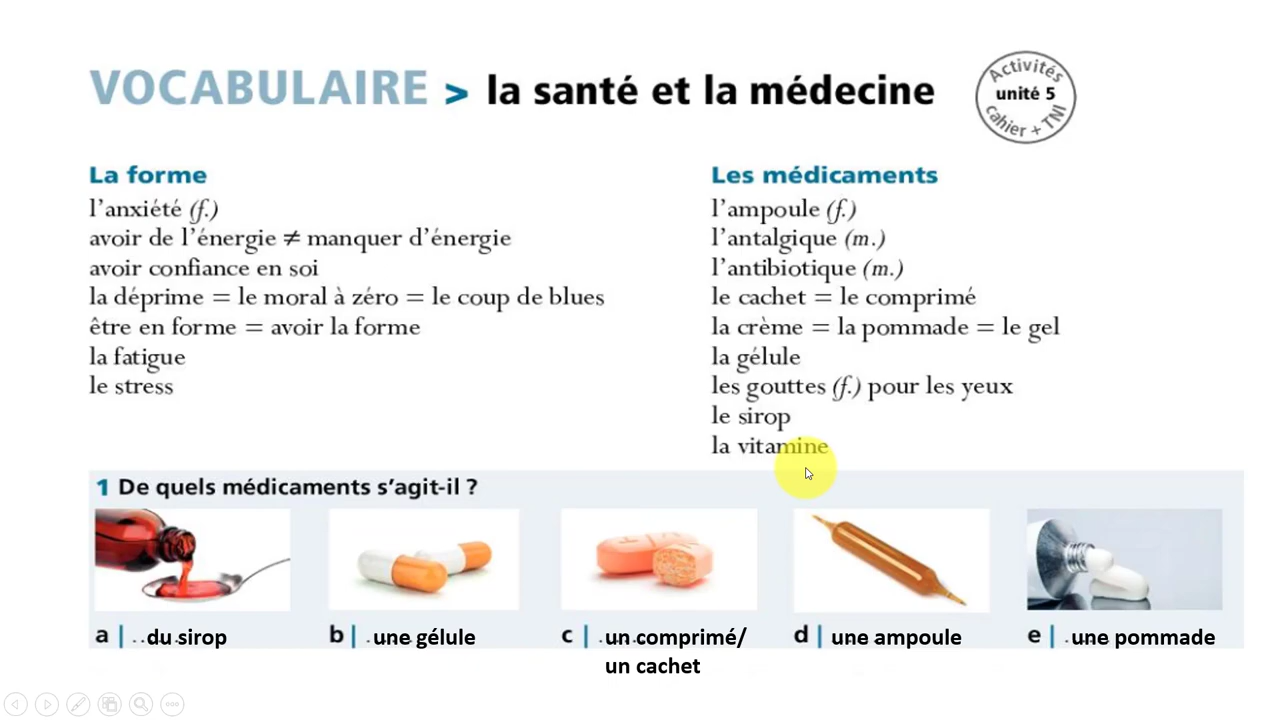 VOCABULAIRE > la santé et la médecine
Activités
unité 5
cahier + TNI
La forme
l'anxiété (f.)
avoir de l'énergie ≠ manquer d'énergie
avoir confiance en soi
la déprime = le moral à zéro = le coup de blues
être en forme = avoir la forme
la fatigue
le stress
Les médicaments
l'ampoule (f.)
l'antalgique (m.)
l'antibiotique (m.)
le cachet = le comprimé
la crème = la pommade = le gel
la gélule
les gouttes (f.) pour les yeux
le sirop
la vitamine
1 De quels médicaments s'agit-il ?
a | du sirop
b | une gélule
c | un comprimé/
un cachet
d | une ampoule
e | une pommade